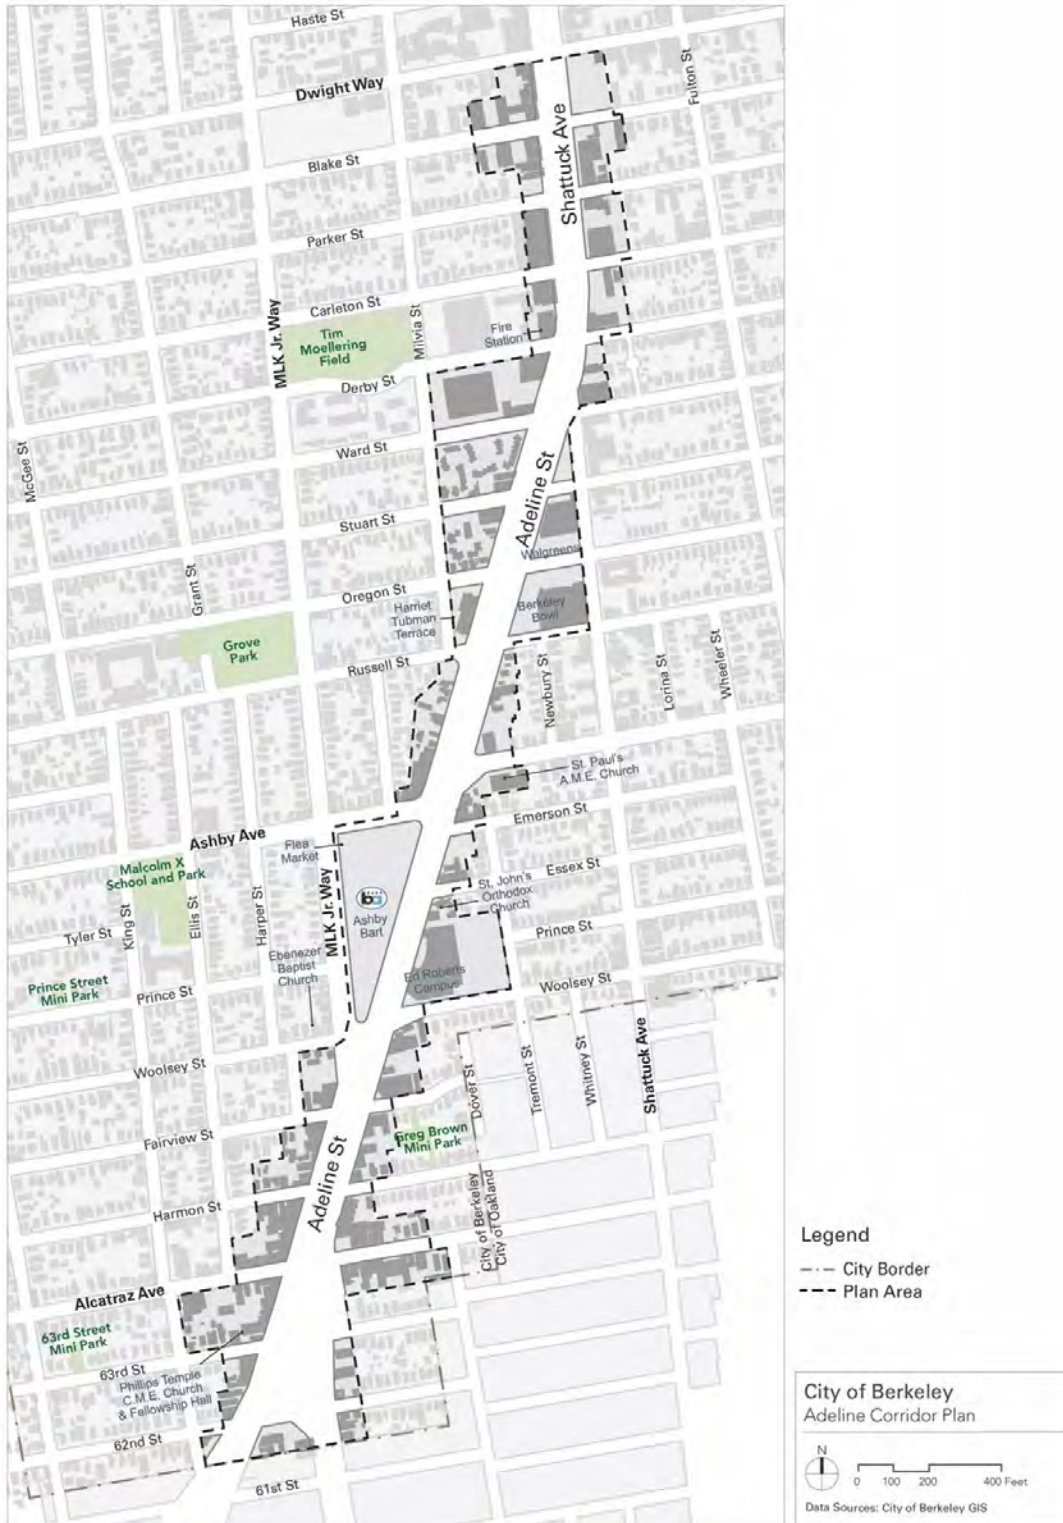 Haste St
Dwight Way
Fulton St
Shattuck Ave
Blake St
Parker St
Carleton St
MLK Jr. Way
Tim
Moellering
Field
Milvia St
Fire
Station
Derby St
McGee St
Ward St
Adeline St
Stuart St
Walgreens
Grant St
Oregon St
Harriet
Tubman
Terrace
Berkeley
Bowl
Grove
Park
Russell St
Newbury St
Lorina St
Wheeler St
St. Paul's
A.M.E. Church
Emerson St
Ashby Ave
Flea
Market
Malcolm X
School and Park
Essex St
St. John's
Orthodox
Church
ba
Ashby
Bart
MLK Jr. Way
Harper St
Ellis St
King St
Tyler St
Prince St
Ebenezer
Baptist
Church
Ed Roberts
Campus
Prince Street
Mini Park
Prince St
Woolsey St
Woolsey St
Shattuck Ave
Whitney St
Tremont St
Dover St
Fairview St
Greg Brown
Mini Park
Adeline St
Harmon St
City of Berkeley
City of Oakland
Alcatraz Ave
63rd Street
Mini Park
63rd St
Phillips Temple
C.M.E. Church
& Fellowship Hall
62nd St
61st St
Legend
City Border
Plan Area
City of Berkeley
Adeline Corridor Plan
N
0 100 200 400 Feet
Data Sources: City of Berkeley GIS